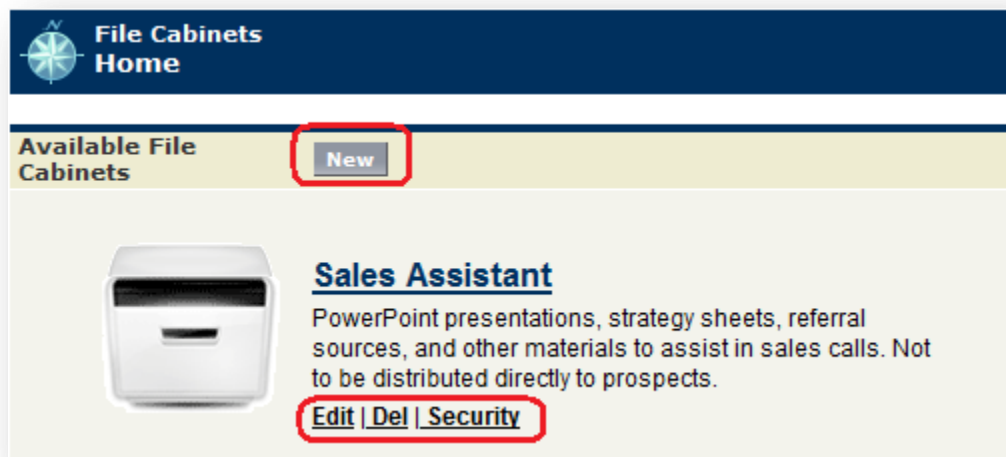 N
File Cabinets
Home
Available File
Cabinets
New
Sales Assistant
PowerPoint presentations, strategy sheets, referral
sources, and other materials to assist in sales calls. Not
to be distributed directly to prospects.
Edit | Del | Security